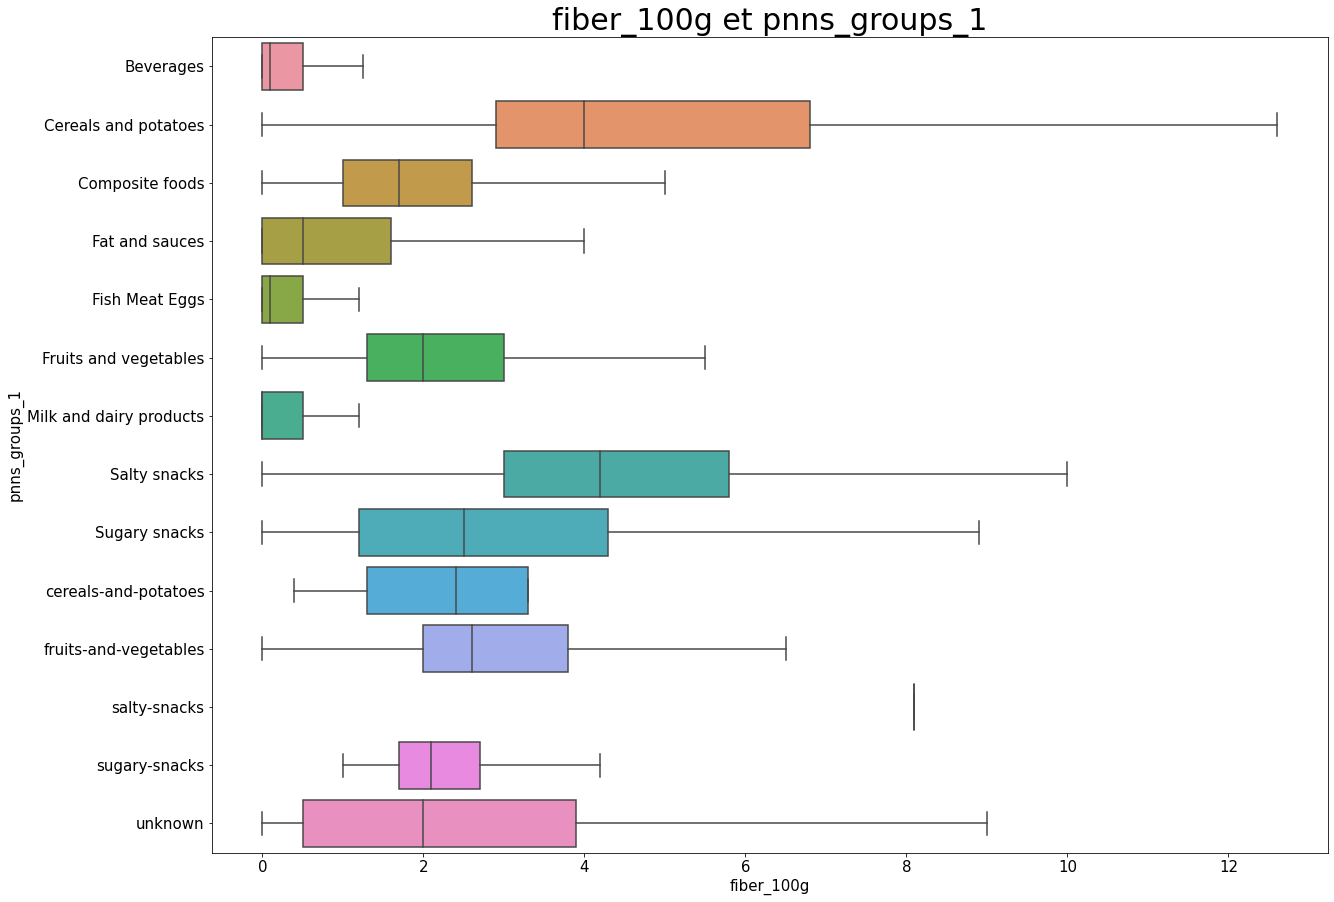 fiber_100g et pnns_groups_1
Beverages
Cereals and potatoes
Composite foods
Fat and sauces
Fish Meat Eggs
Fruits and vegetables
Milk and dairy products
Salty snacks
Sugary snacks
cereals-and-potatoes
fruits-and-vegetables
salty-snacks
sugary-snacks
unknown
pnns_groups_1
0 2 4 6 8 10 12
fiber_100g